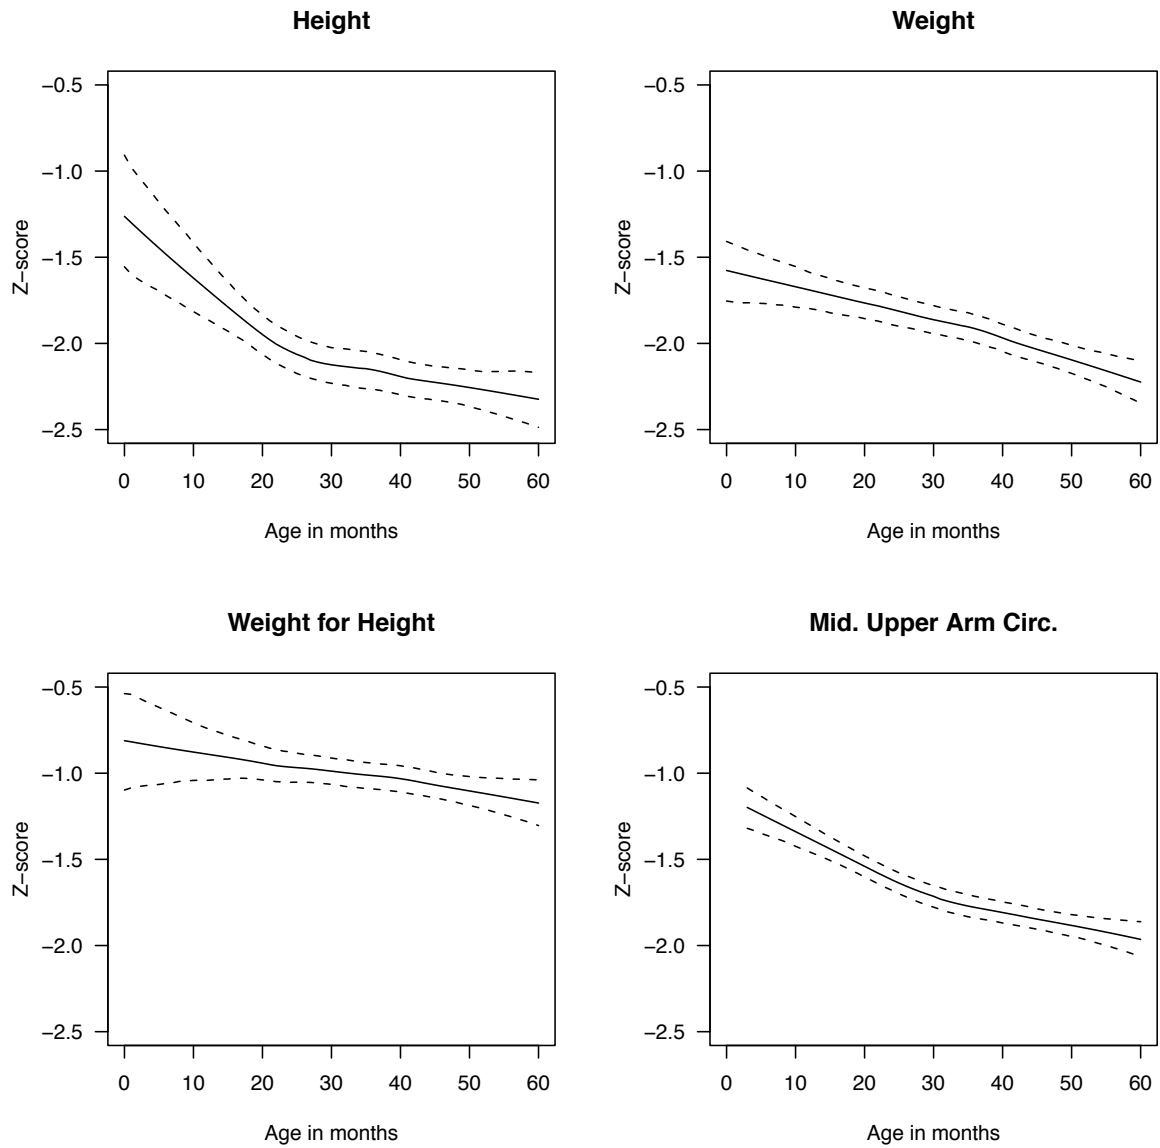 Height
−0.5
−1.0
−1.5
−2.0
−2.5
Z−score
0 10 20 30 40 50 60
Age in months
Weight
−0.5
−1.0
−1.5
−2.0
−2.5
Z−score
0 10 20 30 40 50 60
Age in months
Weight for Height
−0.5
−1.0
−1.5
−2.0
−2.5
Z−score
0 10 20 30 40 50 60
Age in months
Mid. Upper Arm Circ.
−0.5
−1.0
−1.5
−2.0
−2.5
Z−score
0 10 20 30 40 50 60
Age in months